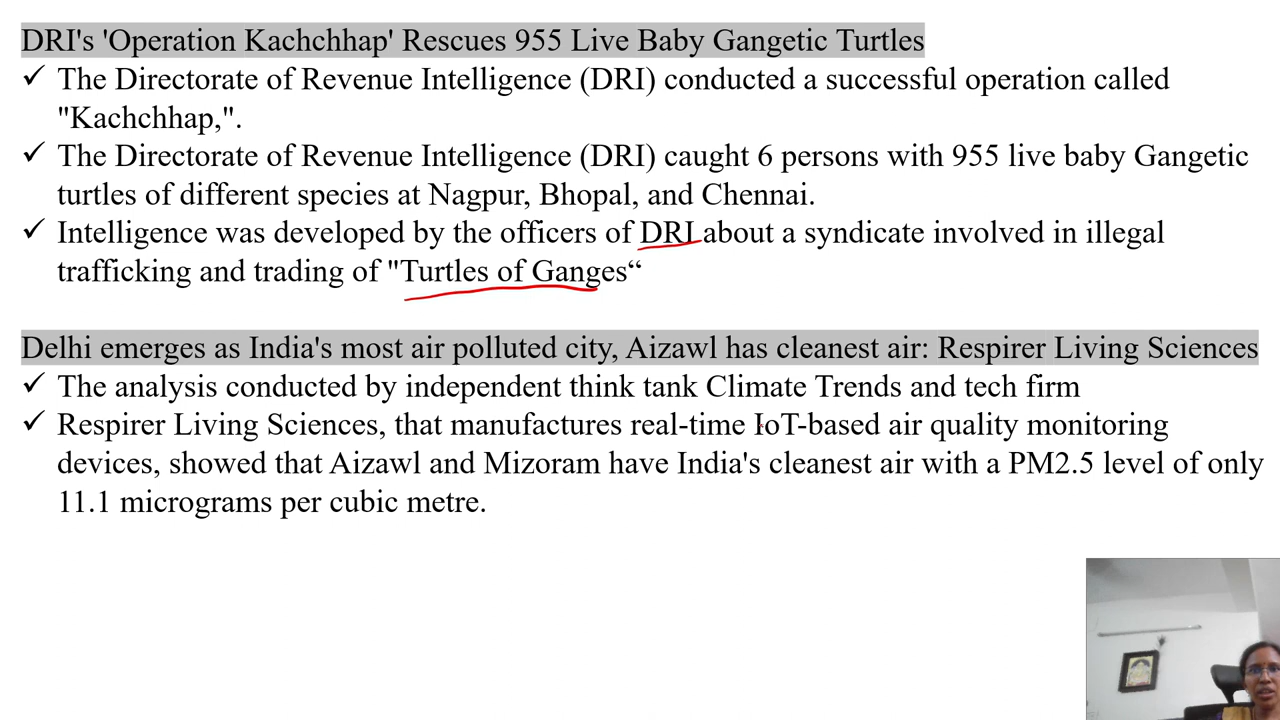 DRI's 'Operation Kachchhap' Rescues 955 Live Baby Gangetic Turtles
✓ The Directorate of Revenue Intelligence (DRI) conducted a successful operation called
"Kachchhap,".
✓ The Directorate of Revenue Intelligence (DRI) caught 6 persons with 955 live baby Gangetic
turtles of different species at Nagpur, Bhopal, and Chennai.
✓ Intelligence was developed by the officers of DRI about a syndicate involved in illegal
trafficking and trading of "Turtles of Ganges“
Delhi emerges as India's most air polluted city, Aizawl has cleanest air: Respirer Living Sciences
✓ The analysis conducted by independent think tank Climate Trends and tech firm
✓ Respirer Living Sciences, that manufactures real-time IoT-based air quality monitoring
devices, showed that Aizawl and Mizoram have India's cleanest air with a PM2.5 level of only
11.1 micrograms per cubic metre.